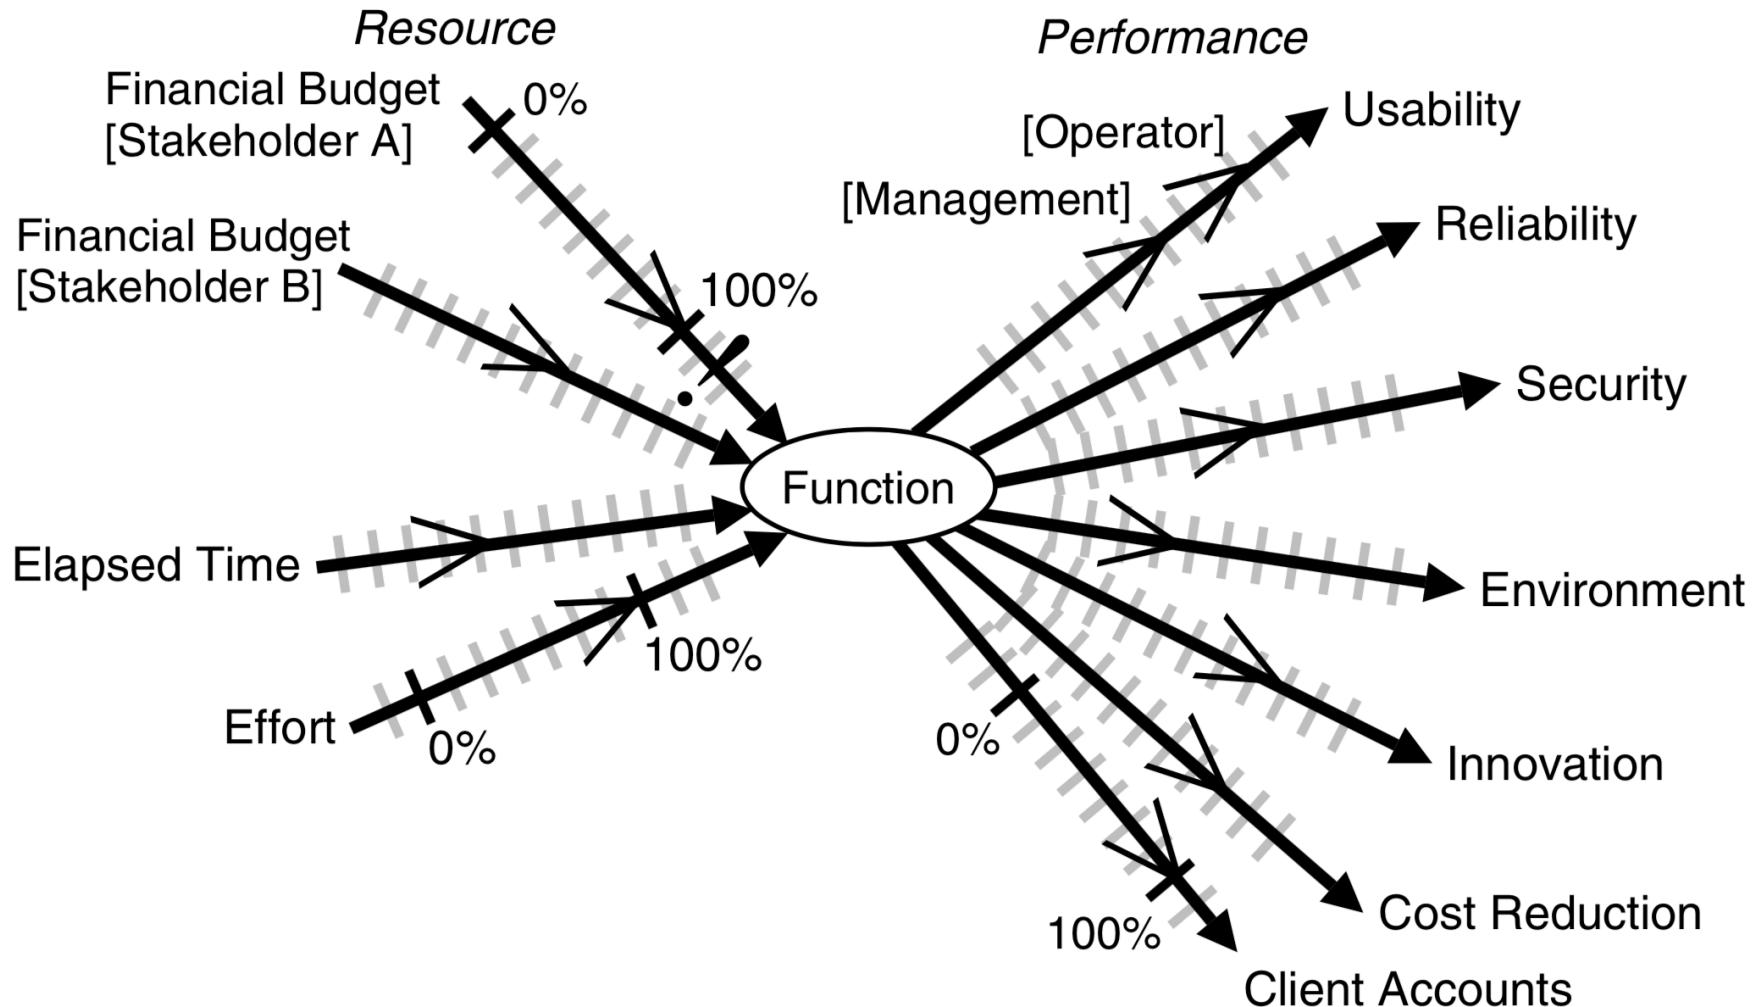 Resource
Performance
Financial Budget
[Stakeholder A]
0%
100%
Financial Budget
[Stakeholder B]
Elapsed Time
Effort
0%
100%
Function
[Operator]
[Management]
Usability
Reliability
Security
Environment
Innovation
Cost Reduction
Client Accounts
0%
100%